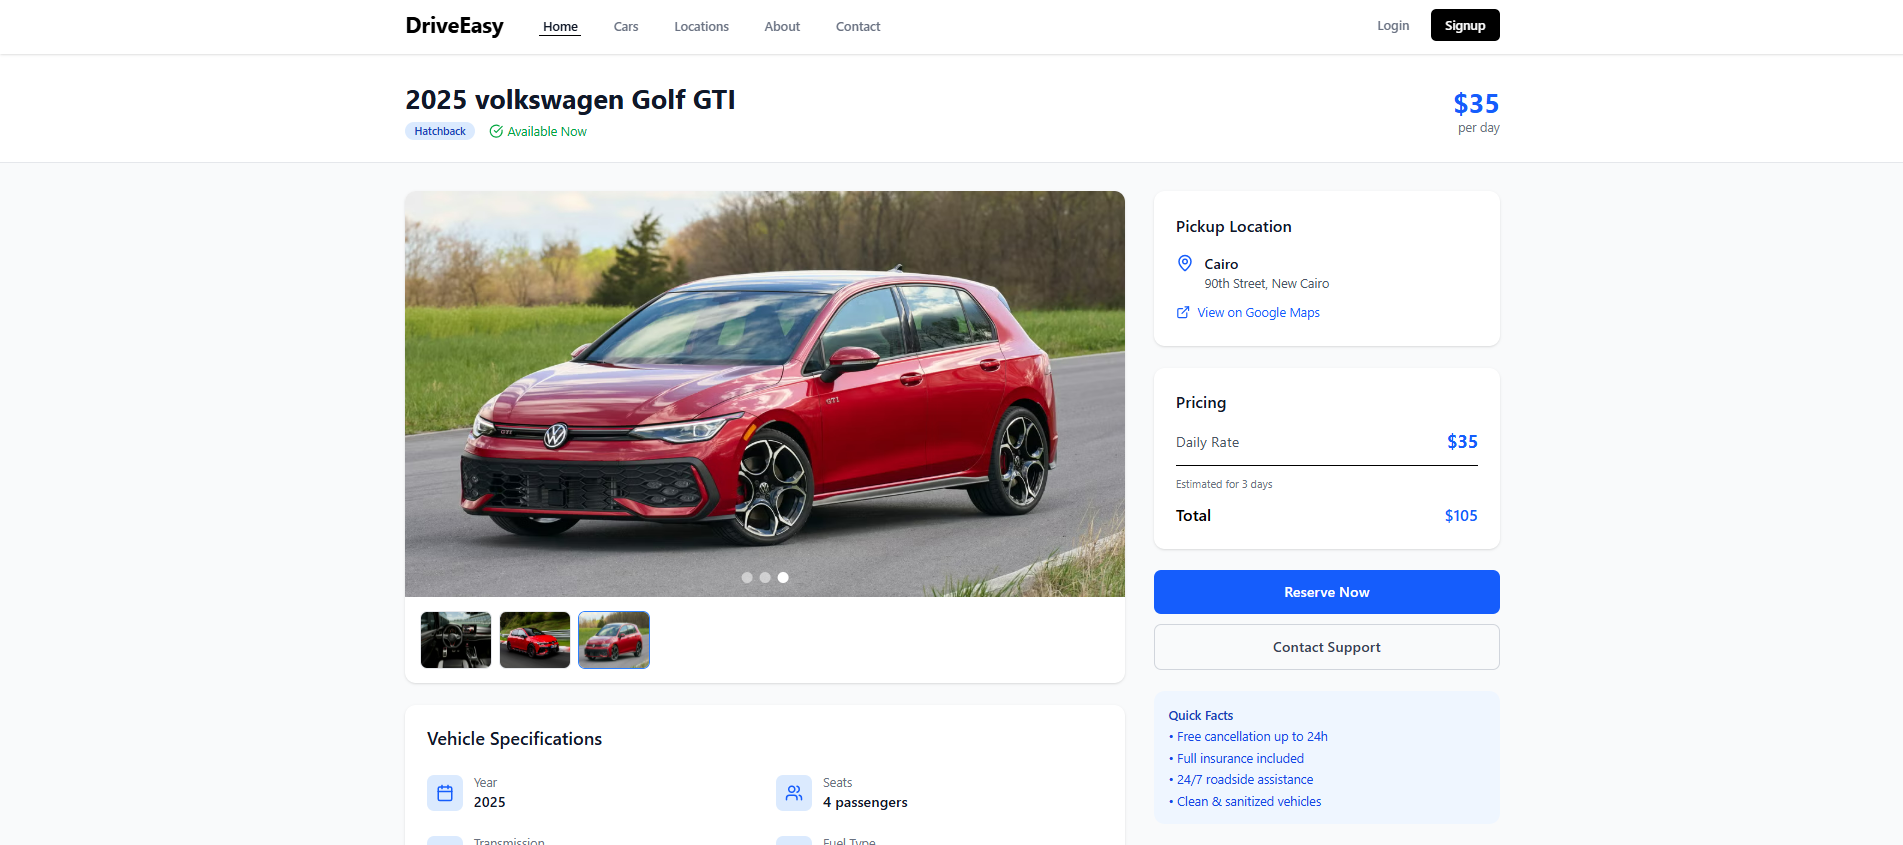 DriveEasy Home Cars Locations About Contact Login Signup
2025 volkswagen Golf GTI
Hatchback Available Now
$35
per day
GTI
Pickup Location
Cairo
90th Street, New Cairo
View on Google Maps
Pricing
Daily Rate $35
Estimated for 3 days
Total $105
Reserve Now
Contact Support
Quick Facts
• Free cancellation up to 24h
• Full insurance included
• 24/7 roadside assistance
• Clean & sanitized vehicles
Vehicle Specifications
Year
2025
Seats
4 passengers
Transmission
Fuel Type